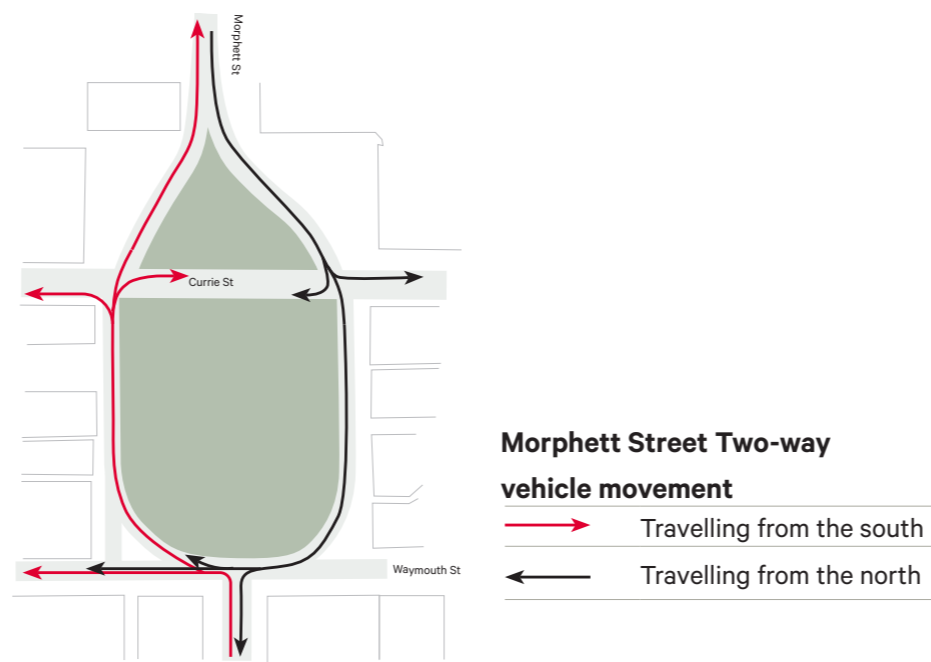 Morphett St
Currie St
Waymouth St
Morphett Street Two-way
vehicle movement
Travelling from the south
Travelling from the north